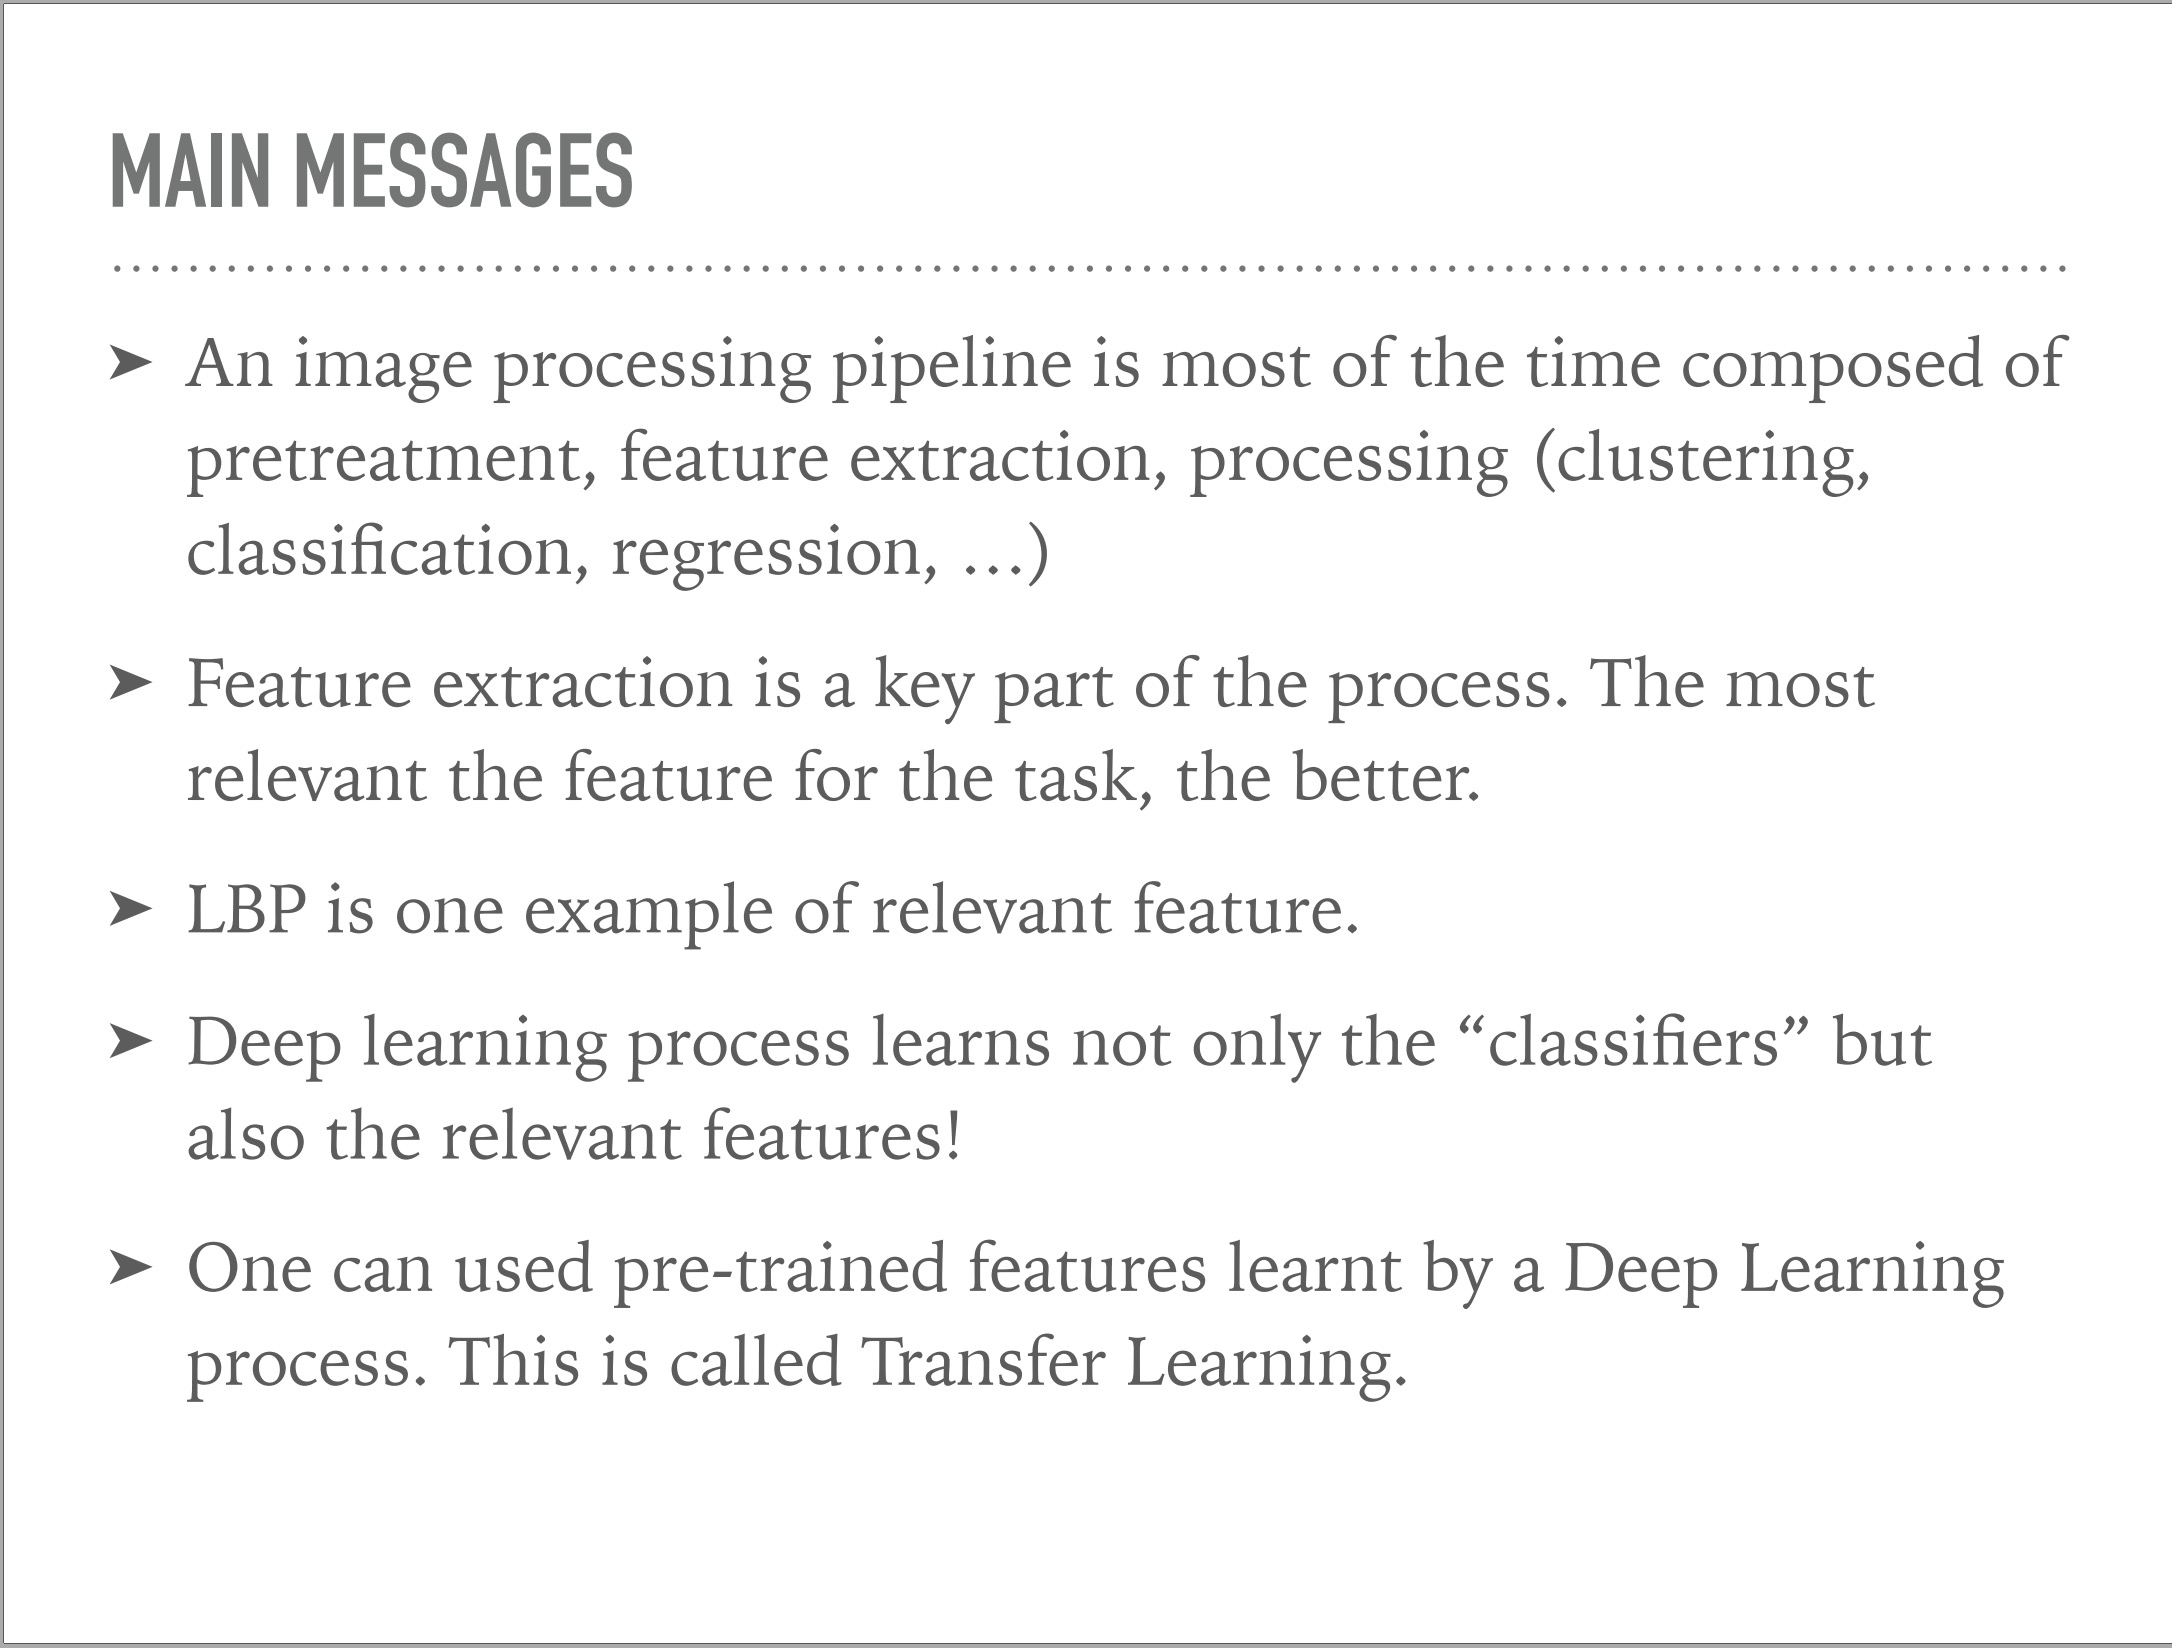 MAIN MESSAGES
➤ An image processing pipeline is most of the time composed of
pretreatment, feature extraction, processing (clustering,
classification, regression, …)
➤ Feature extraction is a key part of the process. The most
relevant the feature for the task, the better.
➤ LBP is one example of relevant feature.
➤ Deep learning process learns not only the “classifiers” but
also the relevant features!
➤ One can used pre-trained features learnt by a Deep Learning
process. This is called Transfer Learning.